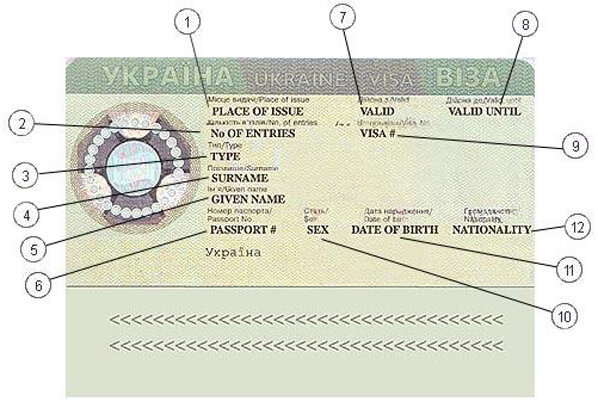 1 7 8
УКРАЇНА UKRAINE VISA ВІЗА
Місце видачі/Place of issue Дійсна з/Valid Дійсна до/Valid until
PLACE OF ISSUE VALID VALID UNTIL
Кількість в'їздів/No. of entries Visa No
2 No OF ENTRIES VISA # 9
Тип/Type
3 TYPE
Прізвище/Surname
4 SURNAME
Ім'я/Given name
5 GIVEN NAME
Номер паспорта/ Стать/ Дата народження/ Громадянство/
Passport No Sex Date of birth Nationality
6 PASSPORT # SEX DATE OF BIRTH NATIONALITY 12
Україна
11
10
<<<<<<<<<<<<<<<<<<<<<<<<<<<<<<<<<<<<
<<<<<<<<<<<<<<<<<<<<<<<<<<<<<<<<<<<<